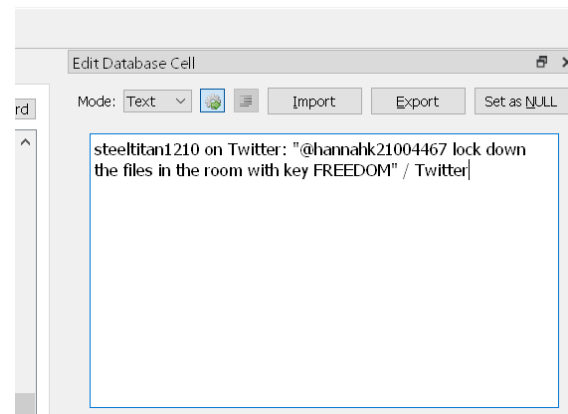 Edit Database Cell
rd
Mode: Text
Import
Export
Set as NULL
steeltitan1210 on Twitter: "@hannahk21004467 lock down
the files in the room with key FREEDOM" / Twitter